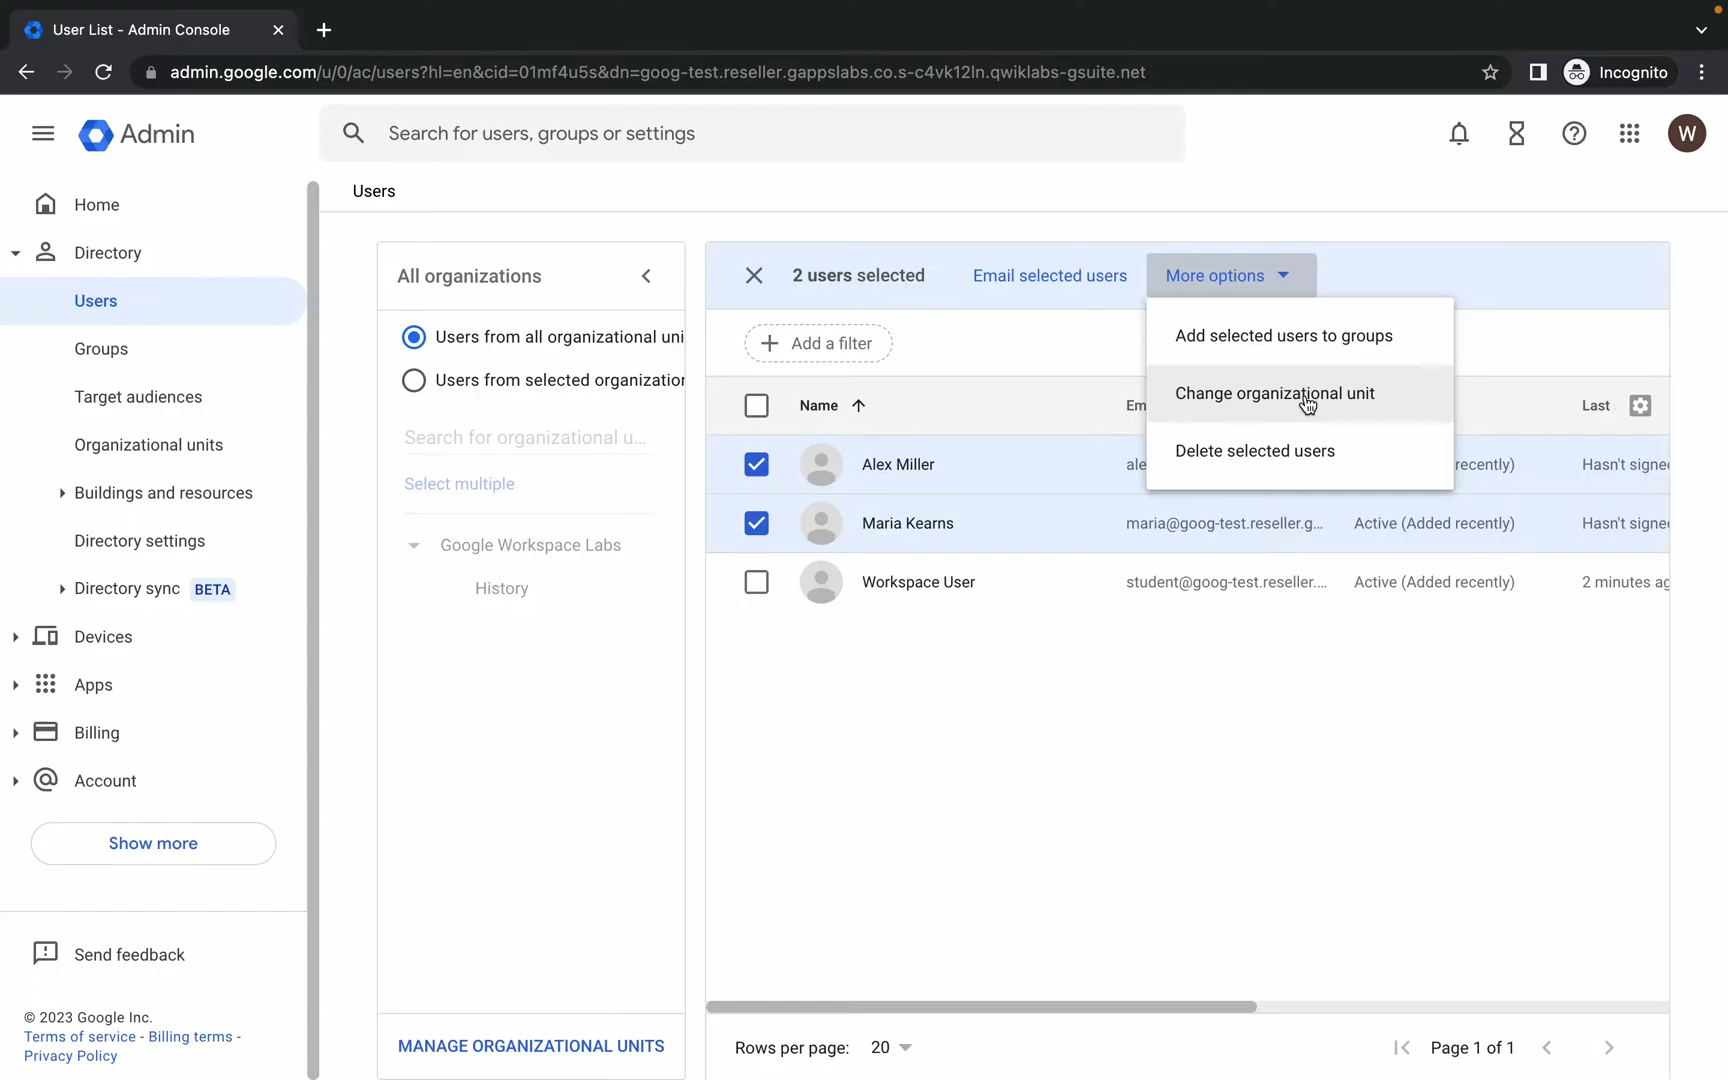 User List - Admin Console
admin.google.com/u/0/ac/users?hl=en&cid=01mf4u5s&dn=goog-test.reseller.gappslabs.co.s-c4vk12ln.qwiklabs-gsuite.net
Incognito
Admin
Search for users, groups or settings
W
Home
Directory
Users
Groups
Target audiences
Organizational units
Buildings and resources
Directory settings
Directory sync BETA
Devices
Apps
Billing
Account
Show more
Send feedback
© 2023 Google Inc.
Terms of service - Billing terms -
Privacy Policy
Users
All organizations
Users from all organizational uni
Users from selected organization
Search for organizational u...
Select multiple
Google Workspace Labs
History
MANAGE ORGANIZATIONAL UNITS
2 users selected Email selected users More options
Add selected users to groups
Change organizational unit
Delete selected users
Add a filter
Name Em Last
Alex Miller ale recently) Hasn't signe
Maria Kearns maria@goog-test.reseller.g... Active (Added recently) Hasn't signe
Workspace User student@goog-test.reseller.... Active (Added recently) 2 minutes ag
Rows per page: 20 Page 1 of 1